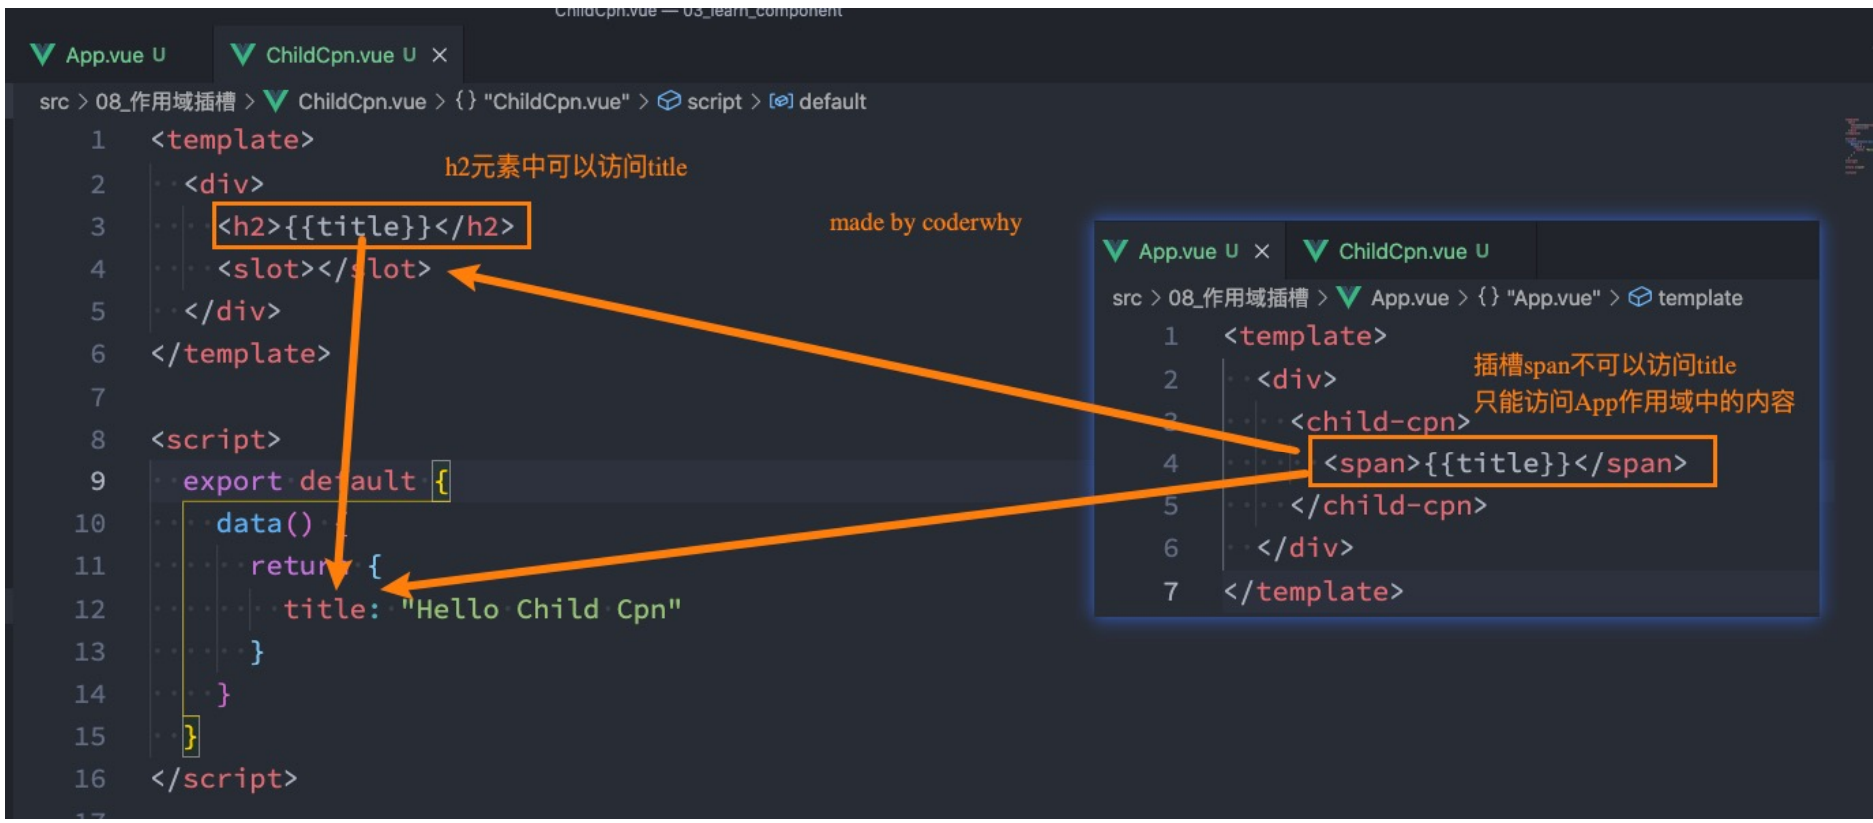 ChildCpn.vue — 03_learn_component
App.vue U
ChildCpn.vue U ×
src > 08_作用域插槽 > ChildCpn.vue > {} "ChildCpn.vue" > script > default
1 <template>
h2元素中可以访问title
2 <div>
3 <h2>{{title}}</h2>
made by coderwhy
4 <slot></slot>
5 </div>
6 </template>
7
8 <script>
9 export default {
10 data() {
11 return {
12 title: "Hello Child Cpn"
13 }
14 }
15 }
16 </script>
17
App.vue U ×
ChildCpn.vue U
src > 08_作用域插槽 > App.vue > {} "App.vue" > template
1 <template>
插槽span不可以访问title
2 <div>
只能访问App作用域中的内容
3 <child-cpn>
4 <span>{{title}}</span>
5 </child-cpn>
6 </div>
7 </template>